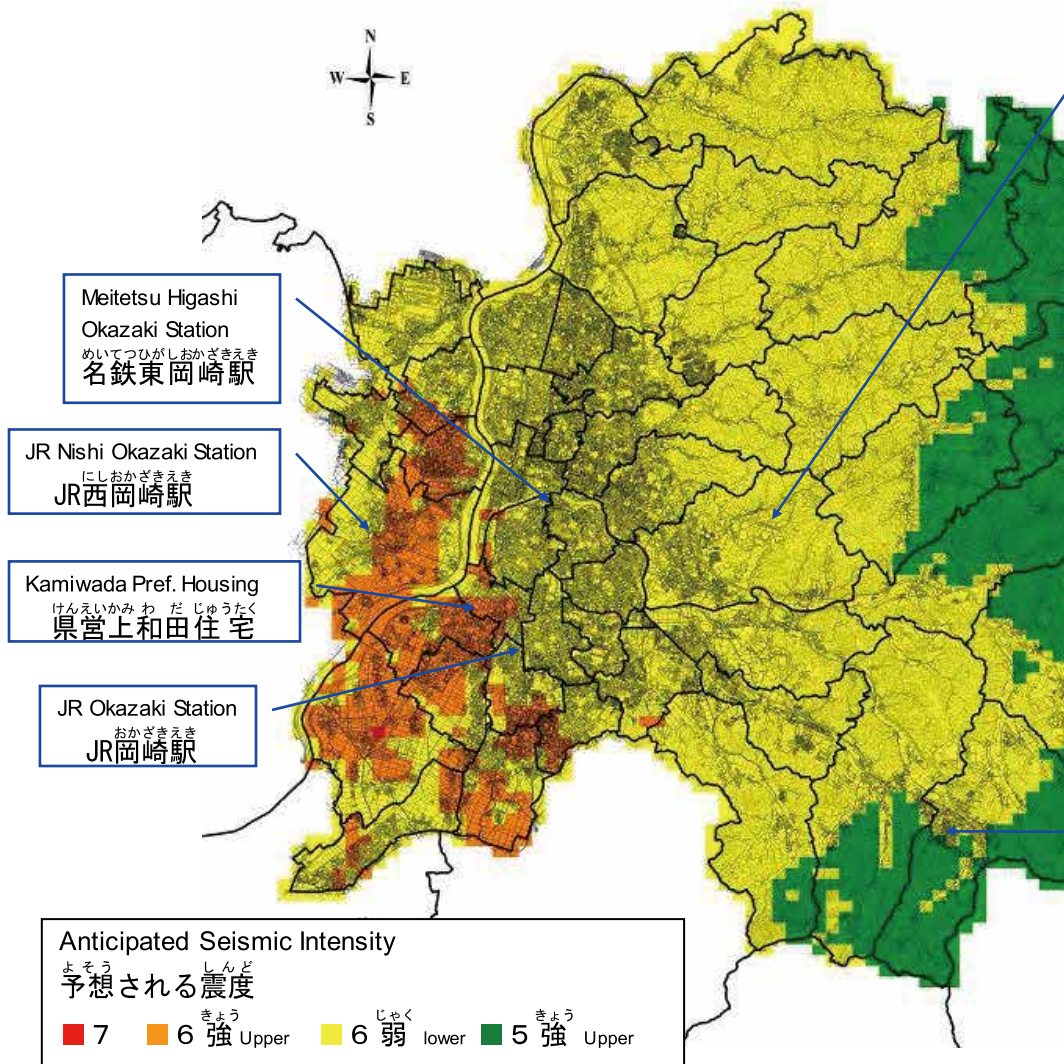 N
W E
S
Meitetsu Higashi
Okazaki Station
めいてつひがしおかざきえき
名鉄東岡崎駅
JR Nishi Okazaki Station
にしおかざきえき
JR西岡崎駅
Kamiwada Pref. Housing
けんえいかみ わ だ じゅうたく
県営上和田住宅
JR Okazaki Station
おかざきえき
JR岡崎駅
Anticipated Seismic Intensity
よそう しんど
予想される震度
きょう じゃく きょう
7 6 強 Upper 6 弱 lower 5 強 Upper